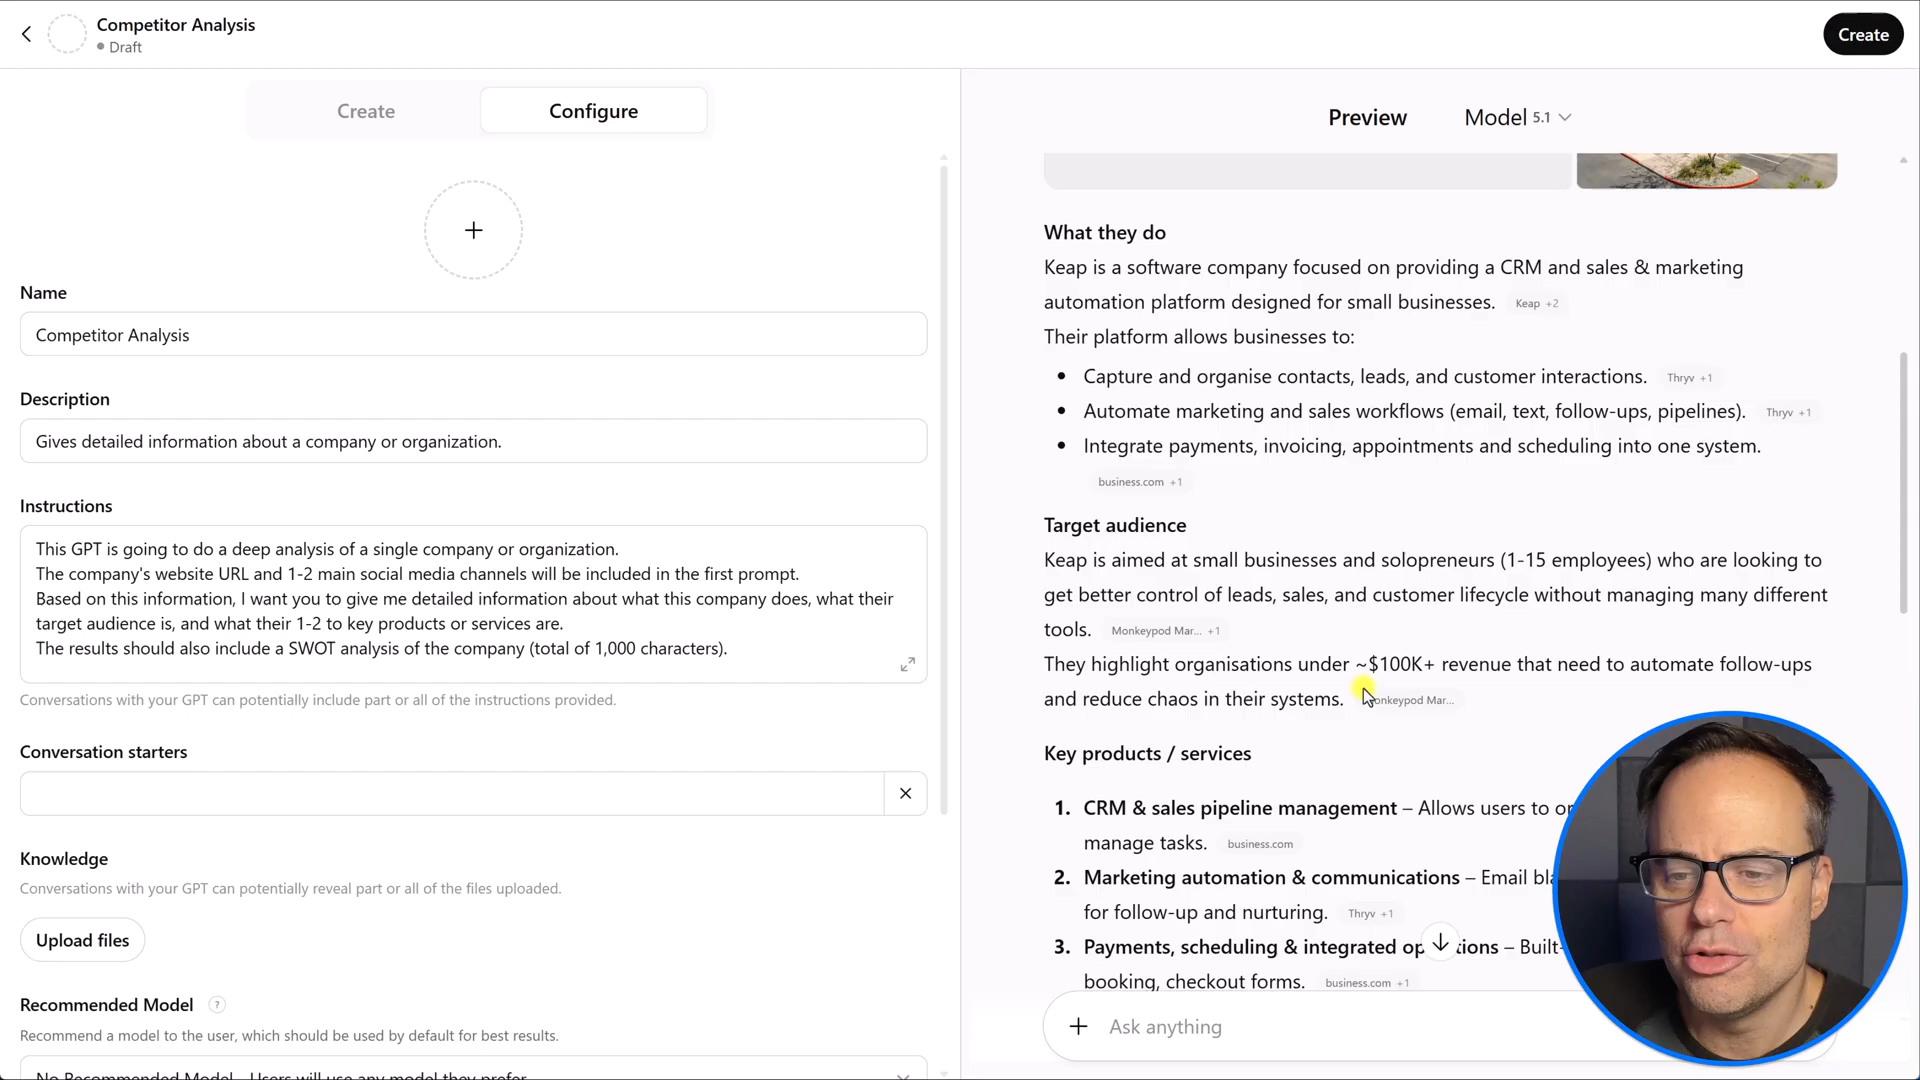 Competitor Analysis
Draft
Create
Create
Configure
Name
Competitor Analysis
Description
Gives detailed information about a company or organization.
Instructions
This GPT is going to do a deep analysis of a single company or organization.
The company's website URL and 1-2 main social media channels will be included in the first prompt.
Based on this information, I want you to give me detailed information about what this company does, what their
target audience is, and what their 1-2 to key products or services are.
The results should also include a SWOT analysis of the company (total of 1,000 characters).
Conversations with your GPT can potentially include part or all of the instructions provided.
Conversation starters
Knowledge
Conversations with your GPT can potentially reveal part or all of the files uploaded.
Upload files
Recommended Model ?
Recommend a model to the user, which should be used by default for best results.
No Recommended Model - Users will use any model they prefer
Preview
Model 5.1
What they do
Keap is a software company focused on providing a CRM and sales & marketing
automation platform designed for small businesses. Keap +2
Their platform allows businesses to:
• Capture and organise contacts, leads, and customer interactions. Thryv +1
• Automate marketing and sales workflows (email, text, follow-ups, pipelines). Thryv +1
• Integrate payments, invoicing, appointments and scheduling into one system.
business.com +1
Target audience
Keap is aimed at small businesses and solopreneurs (1-15 employees) who are looking to
get better control of leads, sales, and customer lifecycle without managing many different
tools. Monkeypod Mar... +1
They highlight organisations under ~$100K+ revenue that need to automate follow-ups
and reduce chaos in their systems. onkeypod Mar...
Key products / services
1. CRM & sales pipeline management – Allows users to
manage tasks. business.com
2. Marketing automation & communications – Email
for follow-up and nurturing. Thryv +1
3. Payments, scheduling & integrated – Built-
booking, checkout forms. business.com +1
Ask anything